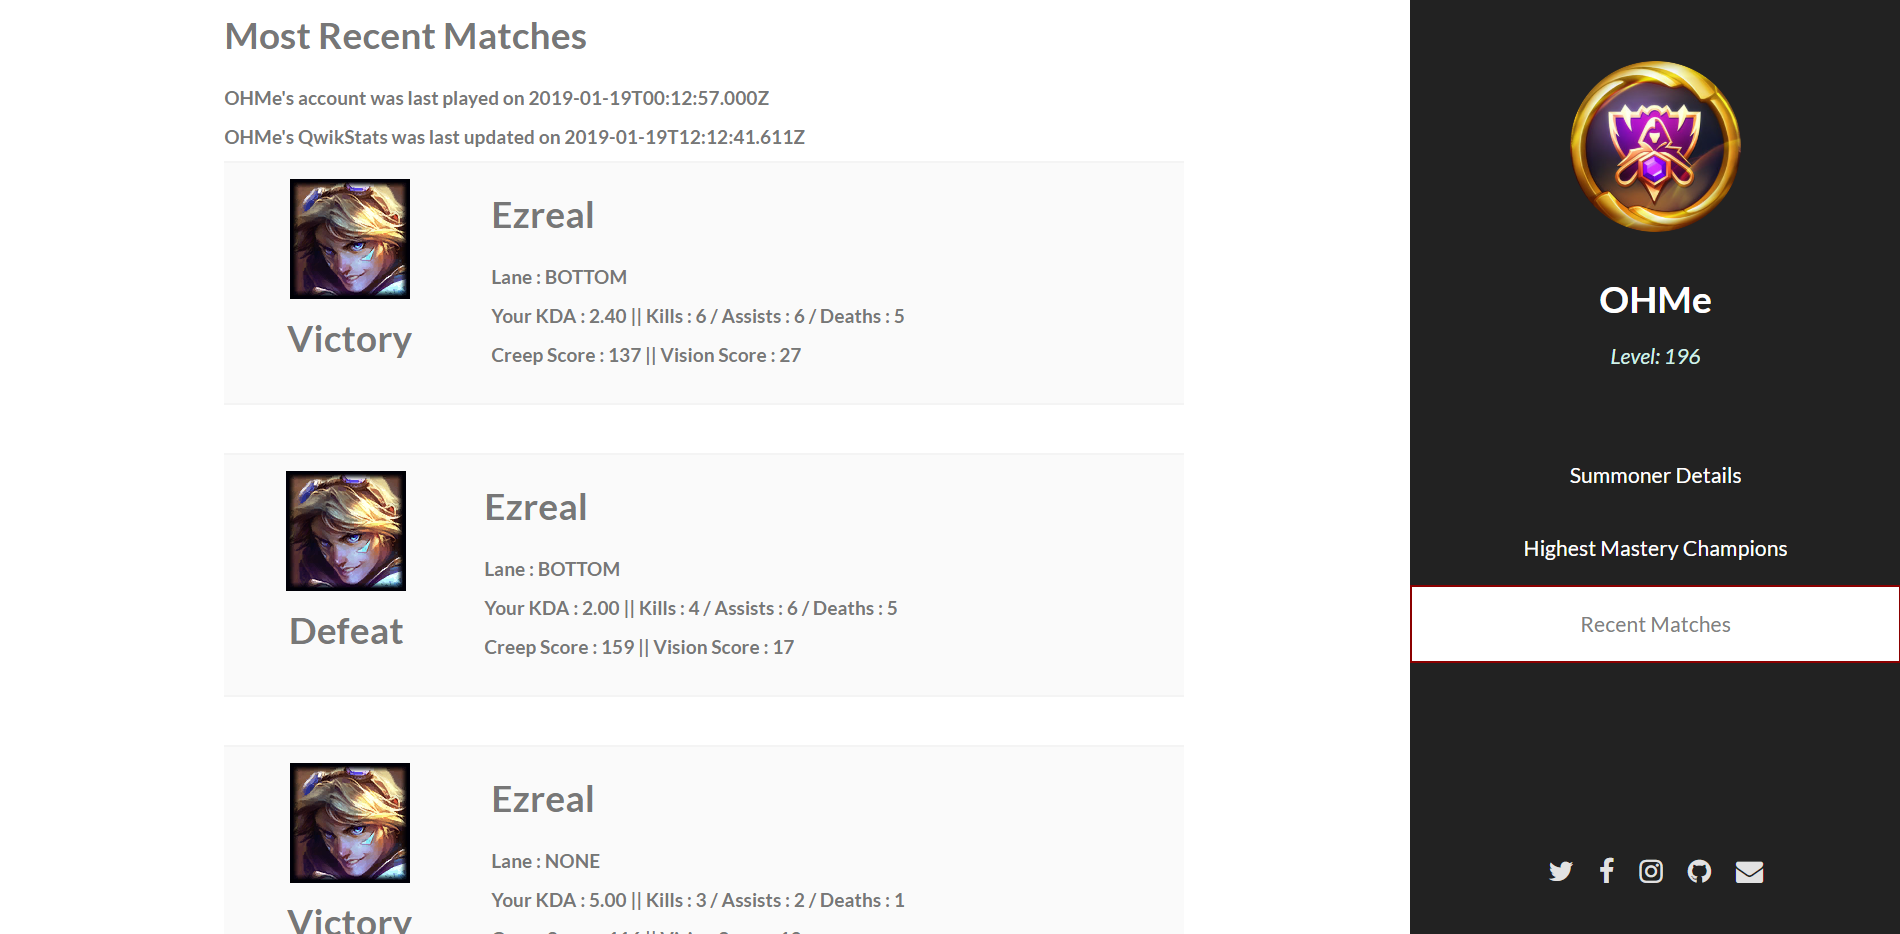 Most Recent Matches
OHMe's account was last played on 2019-01-19T00:12:57.000Z
OHMe's QwikStats was last updated on 2019-01-19T12:12:41.611Z
Ezreal
Lane : BOTTOM
Your KDA : 2.40 || Kills : 6 / Assists : 6 / Deaths : 5
Creep Score : 137 || Vision Score : 27
Victory
Ezreal
Lane : BOTTOM
Your KDA : 2.00 || Kills : 4 / Assists : 6 / Deaths : 5
Creep Score : 159 || Vision Score : 17
Defeat
Ezreal
Lane : NONE
Your KDA : 5.00 || Kills : 3 / Assists : 2 / Deaths : 1
Victory
OHMe
Level: 196
Summoner Details
Highest Mastery Champions
Recent Matches